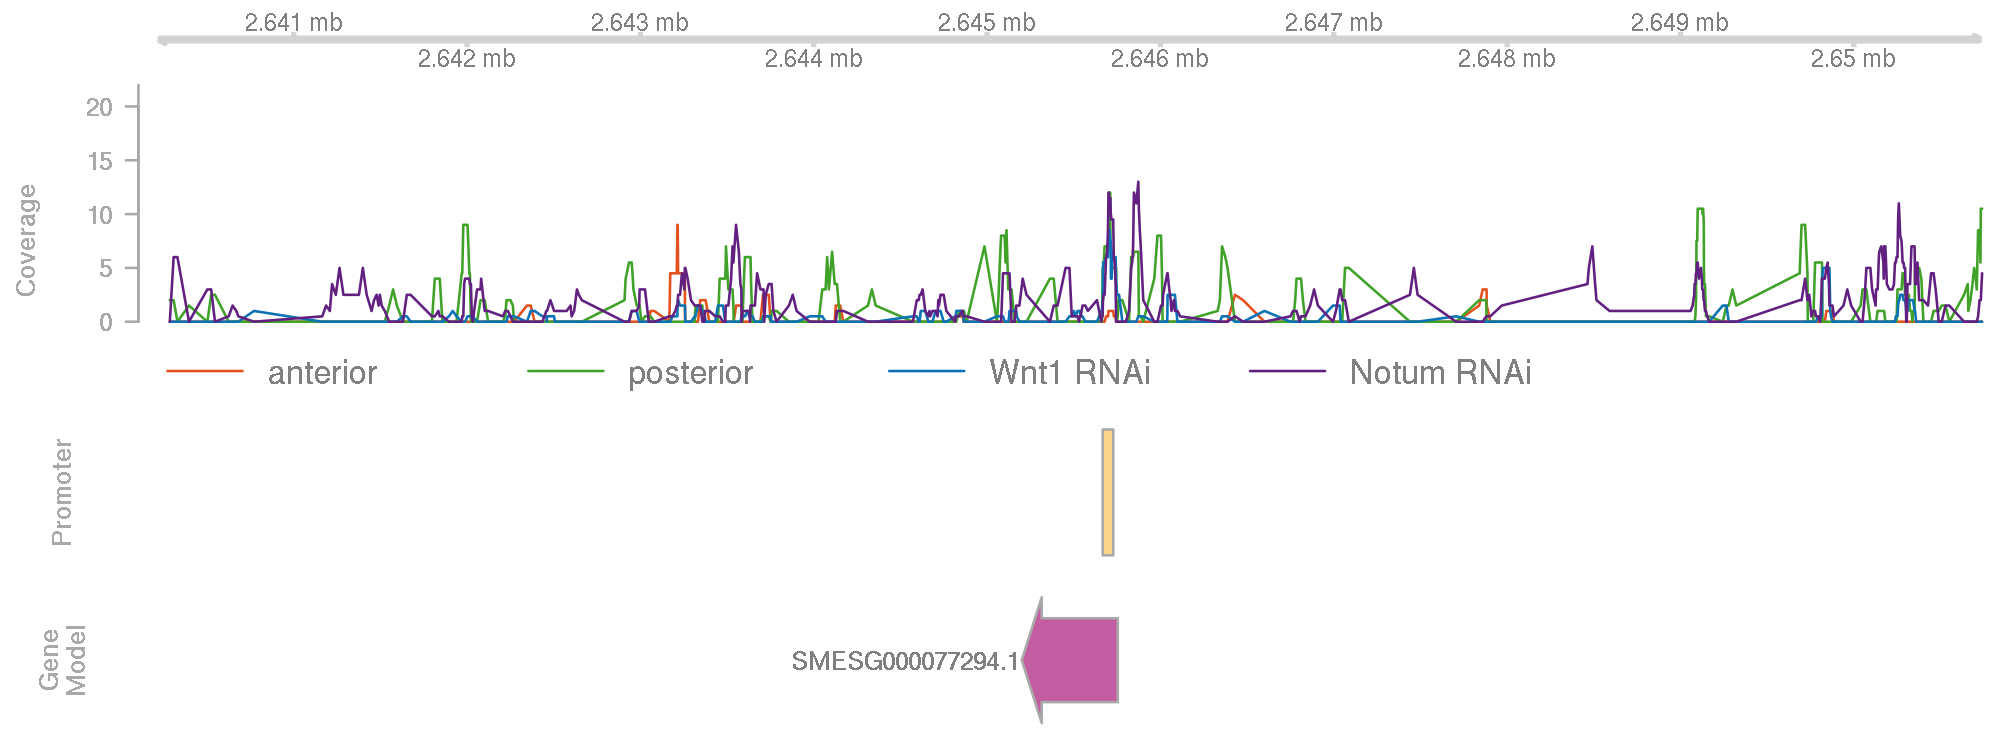 2.641 mb 2.643 mb 2.645 mb 2.647 mb 2.649 mb
2.642 mb 2.644 mb 2.646 mb 2.648 mb 2.65 mb
Coverage
20
15
10
5
0
anterior posterior Wnt1 RNAi Notum RNAi
Promoter
Gene
Model
SMESG000077294.1